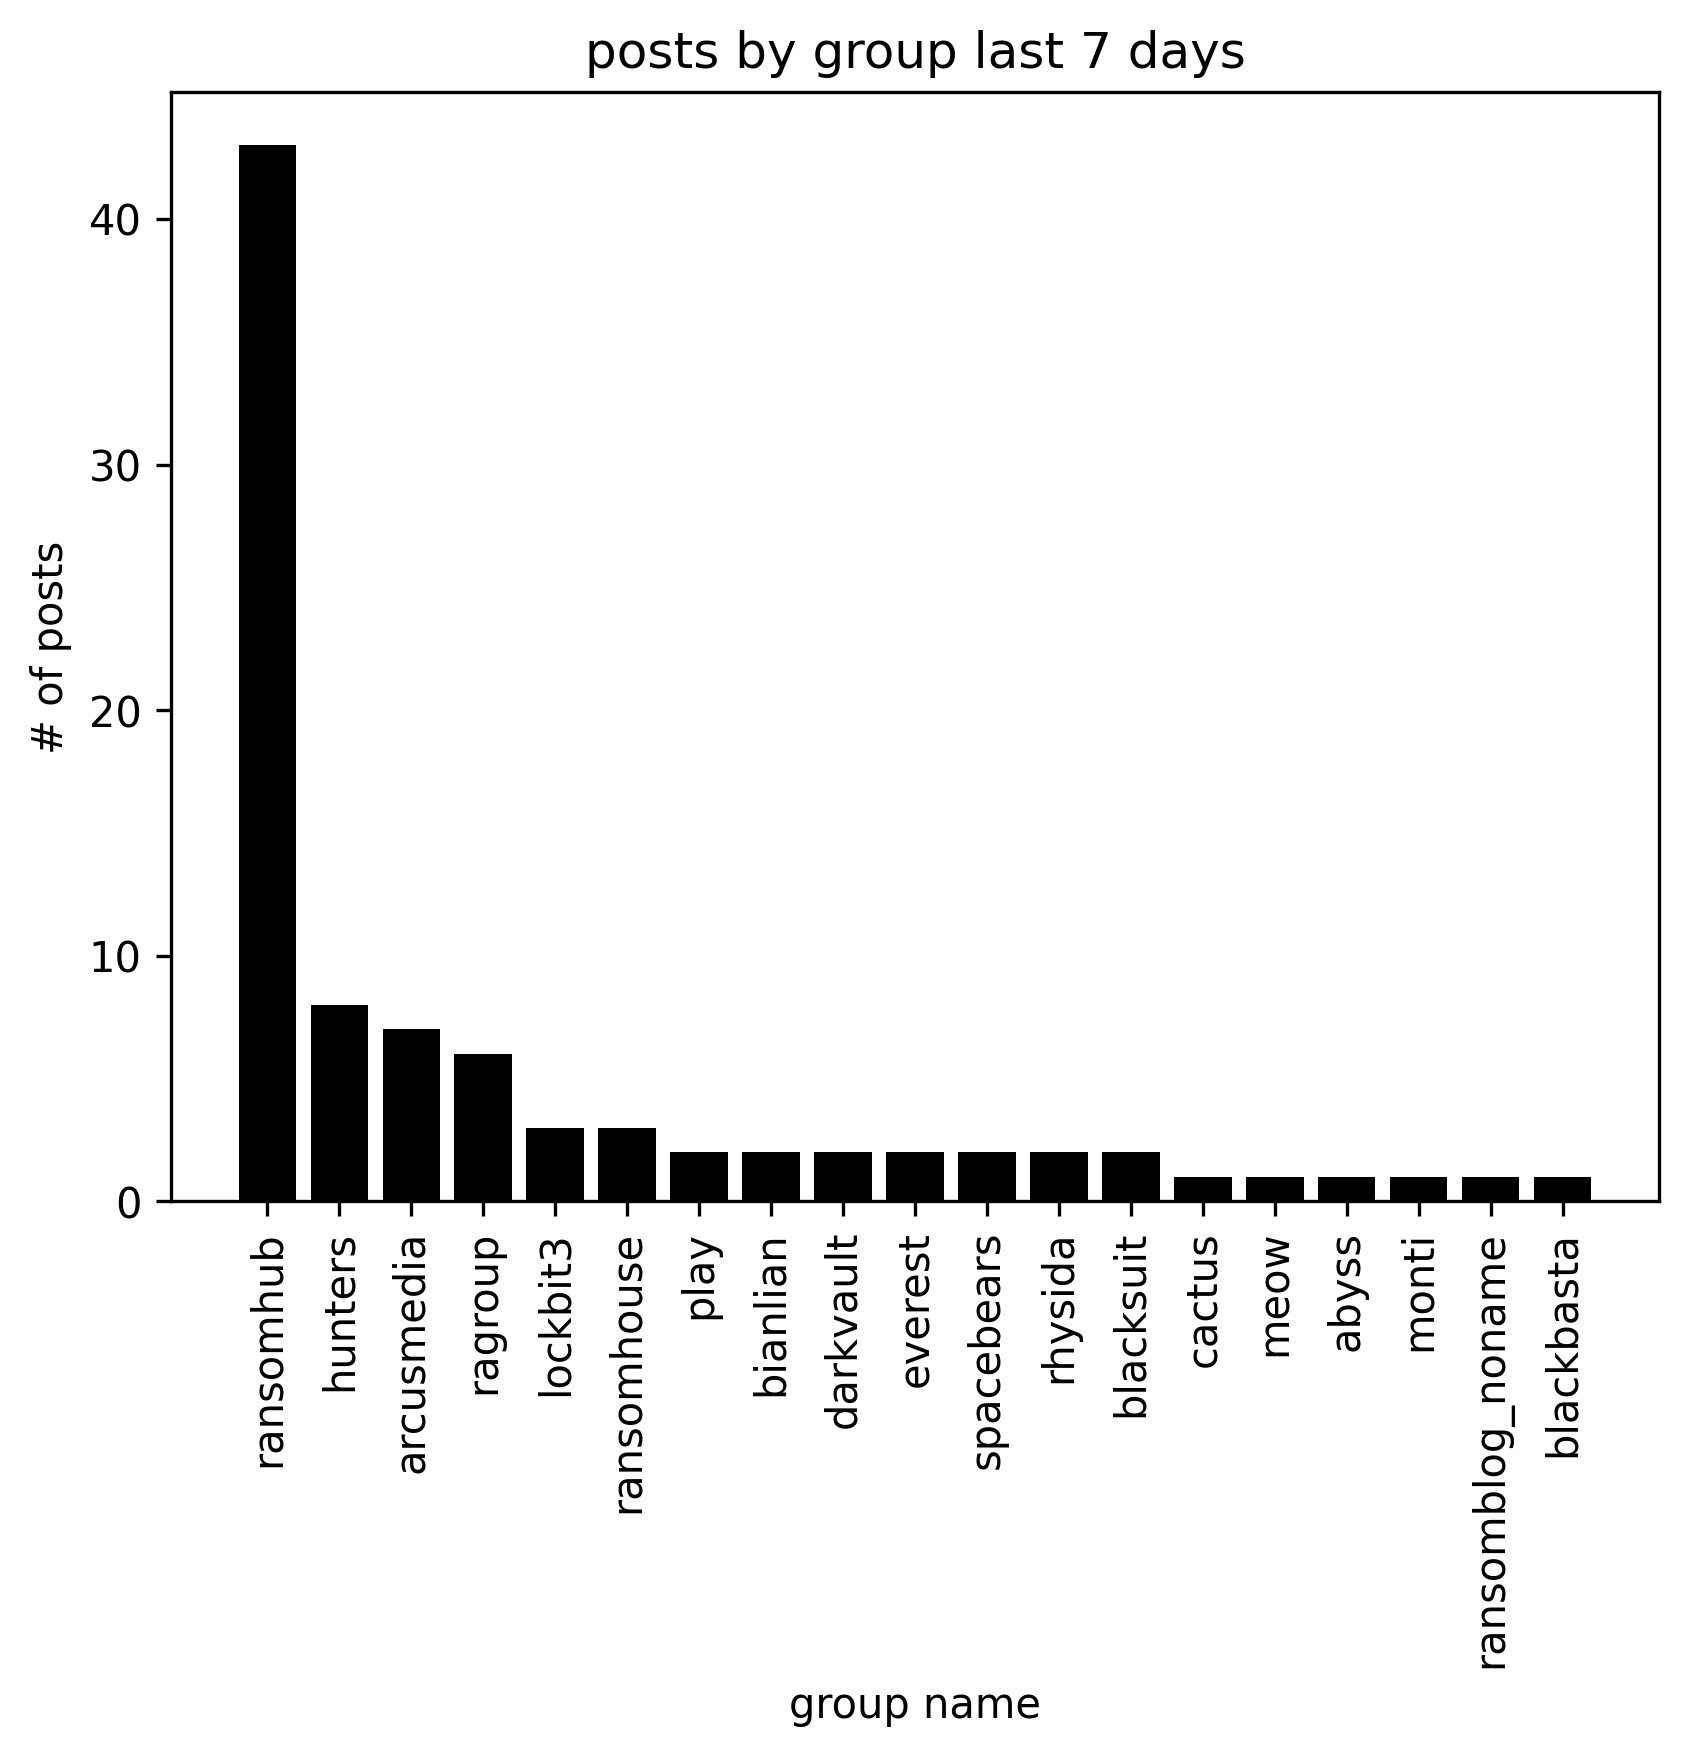 posts by group last 7 days
# of posts
40
30
20
10
0
ransomhub
hunters
arcusmedia
ragroup
lockbit3
ransomhouse
play
bianlian
darkvault
everest
spacebears
rhysida
blacksuit
cactus
meow
abyss
monti
ransomblog_noname
blackbasta
group name